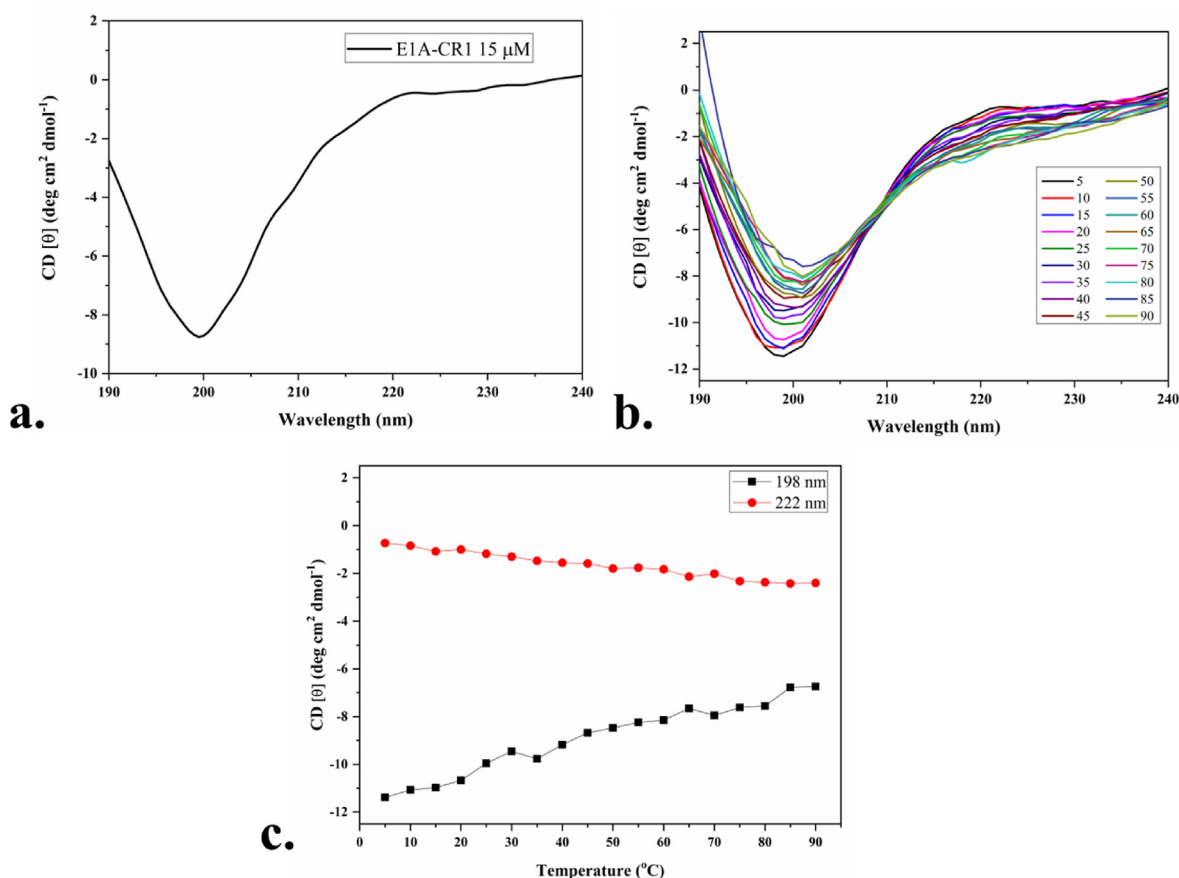 2
0
-2
-4
-6
-8
-10
CD [θ] (deg cm² dmol⁻¹)
E1A-CR1 15 μM
190 200 210 220 230 240
Wavelength (nm)
a.
2
0
-2
-4
-6
-8
-10
-12
CD [θ] (deg cm² dmol⁻¹)
5 50
10 55
15 60
20 65
25 70
30 75
35 80
40 85
45 90
190 200 210 220 230 240
Wavelength (nm)
b.
2
0
-2
-4
-6
-8
-10
-12
CD [θ] (deg cm² dmol⁻¹)
198 nm
222 nm
0 10 20 30 40 50 60 70 80 90
Temperature (°C)
c.